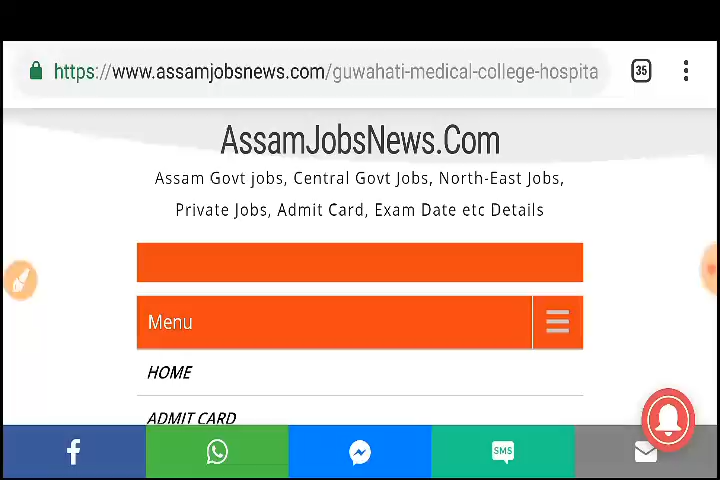 https://www.assamjobsnews.com/guwahati-medical-college-hospita
35
AssamJobsNews.Com
Assam Govt jobs, Central Govt Jobs, North-East Jobs,
Private Jobs, Admit Card, Exam Date etc Details
Menu
HOME
ADMIT CARD
SMS